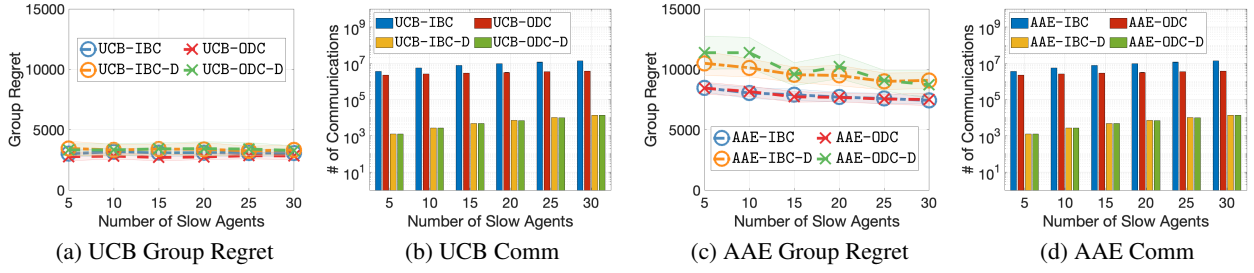 15000
10000
5000
0
Group Regret
UCB-IBC
UCB-ODC
UCB-IBC-D
UCB-ODC-D
5 10 15 20 25 30
Number of Slow Agents
(a) UCB Group Regret
10^9
10^7
10^5
10^3
10^1
# of Communications
UCB-IBC
UCB-ODC
UCB-IBC-D
UCB-ODC-D
5 10 15 20 25 30
Number of Slow Agents
(b) UCB Comm
15000
10000
5000
0
Group Regret
AAE-IBC
AAE-ODC
AAE-IBC-D
AAE-ODC-D
5 10 15 20 25 30
Number of Slow Agents
(c) AAE Group Regret
10^9
10^7
10^5
10^3
10^1
# of Communications
AAE-IBC
AAE-ODC
AAE-IBC-D
AAE-ODC-D
5 10 15 20 25 30
Number of Slow Agents
(d) AAE Comm